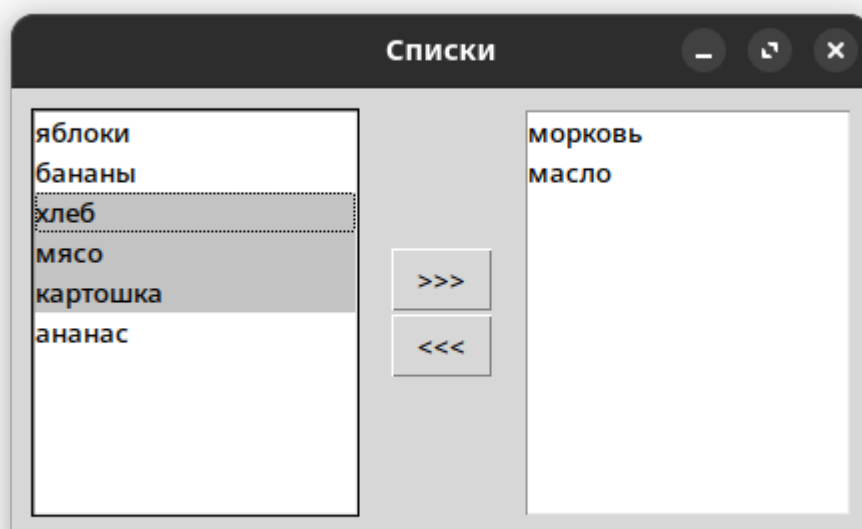 Списки
яблоки
бананы
хлеб
мясо
картошка
ананас
>>>
<<<
морковь
масло